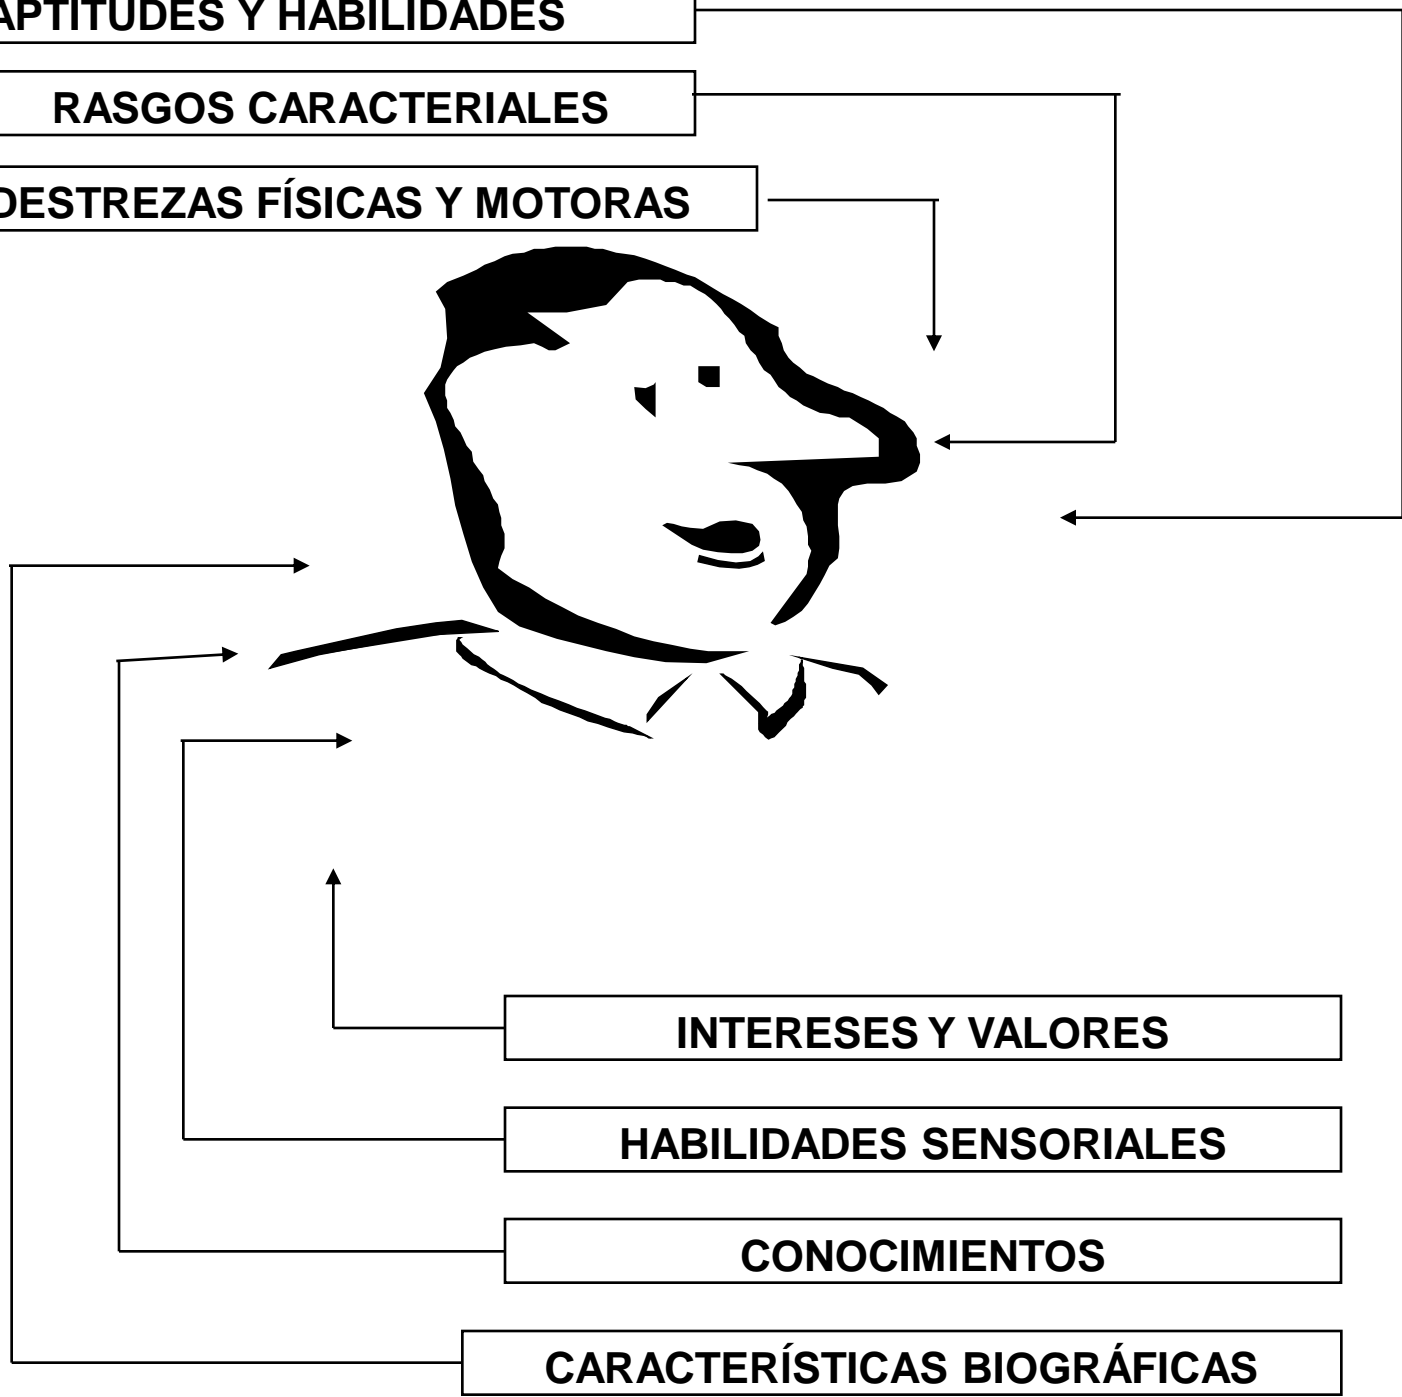 APTITUDES Y HABILIDADES
RASGOS CARACTERIALES
DESTREZAS FÍSICAS Y MOTORAS
INTERESES Y VALORES
HABILIDADES SENSORIALES
CONOCIMIENTOS
CARACTERÍSTICAS BIOGRÁFICAS